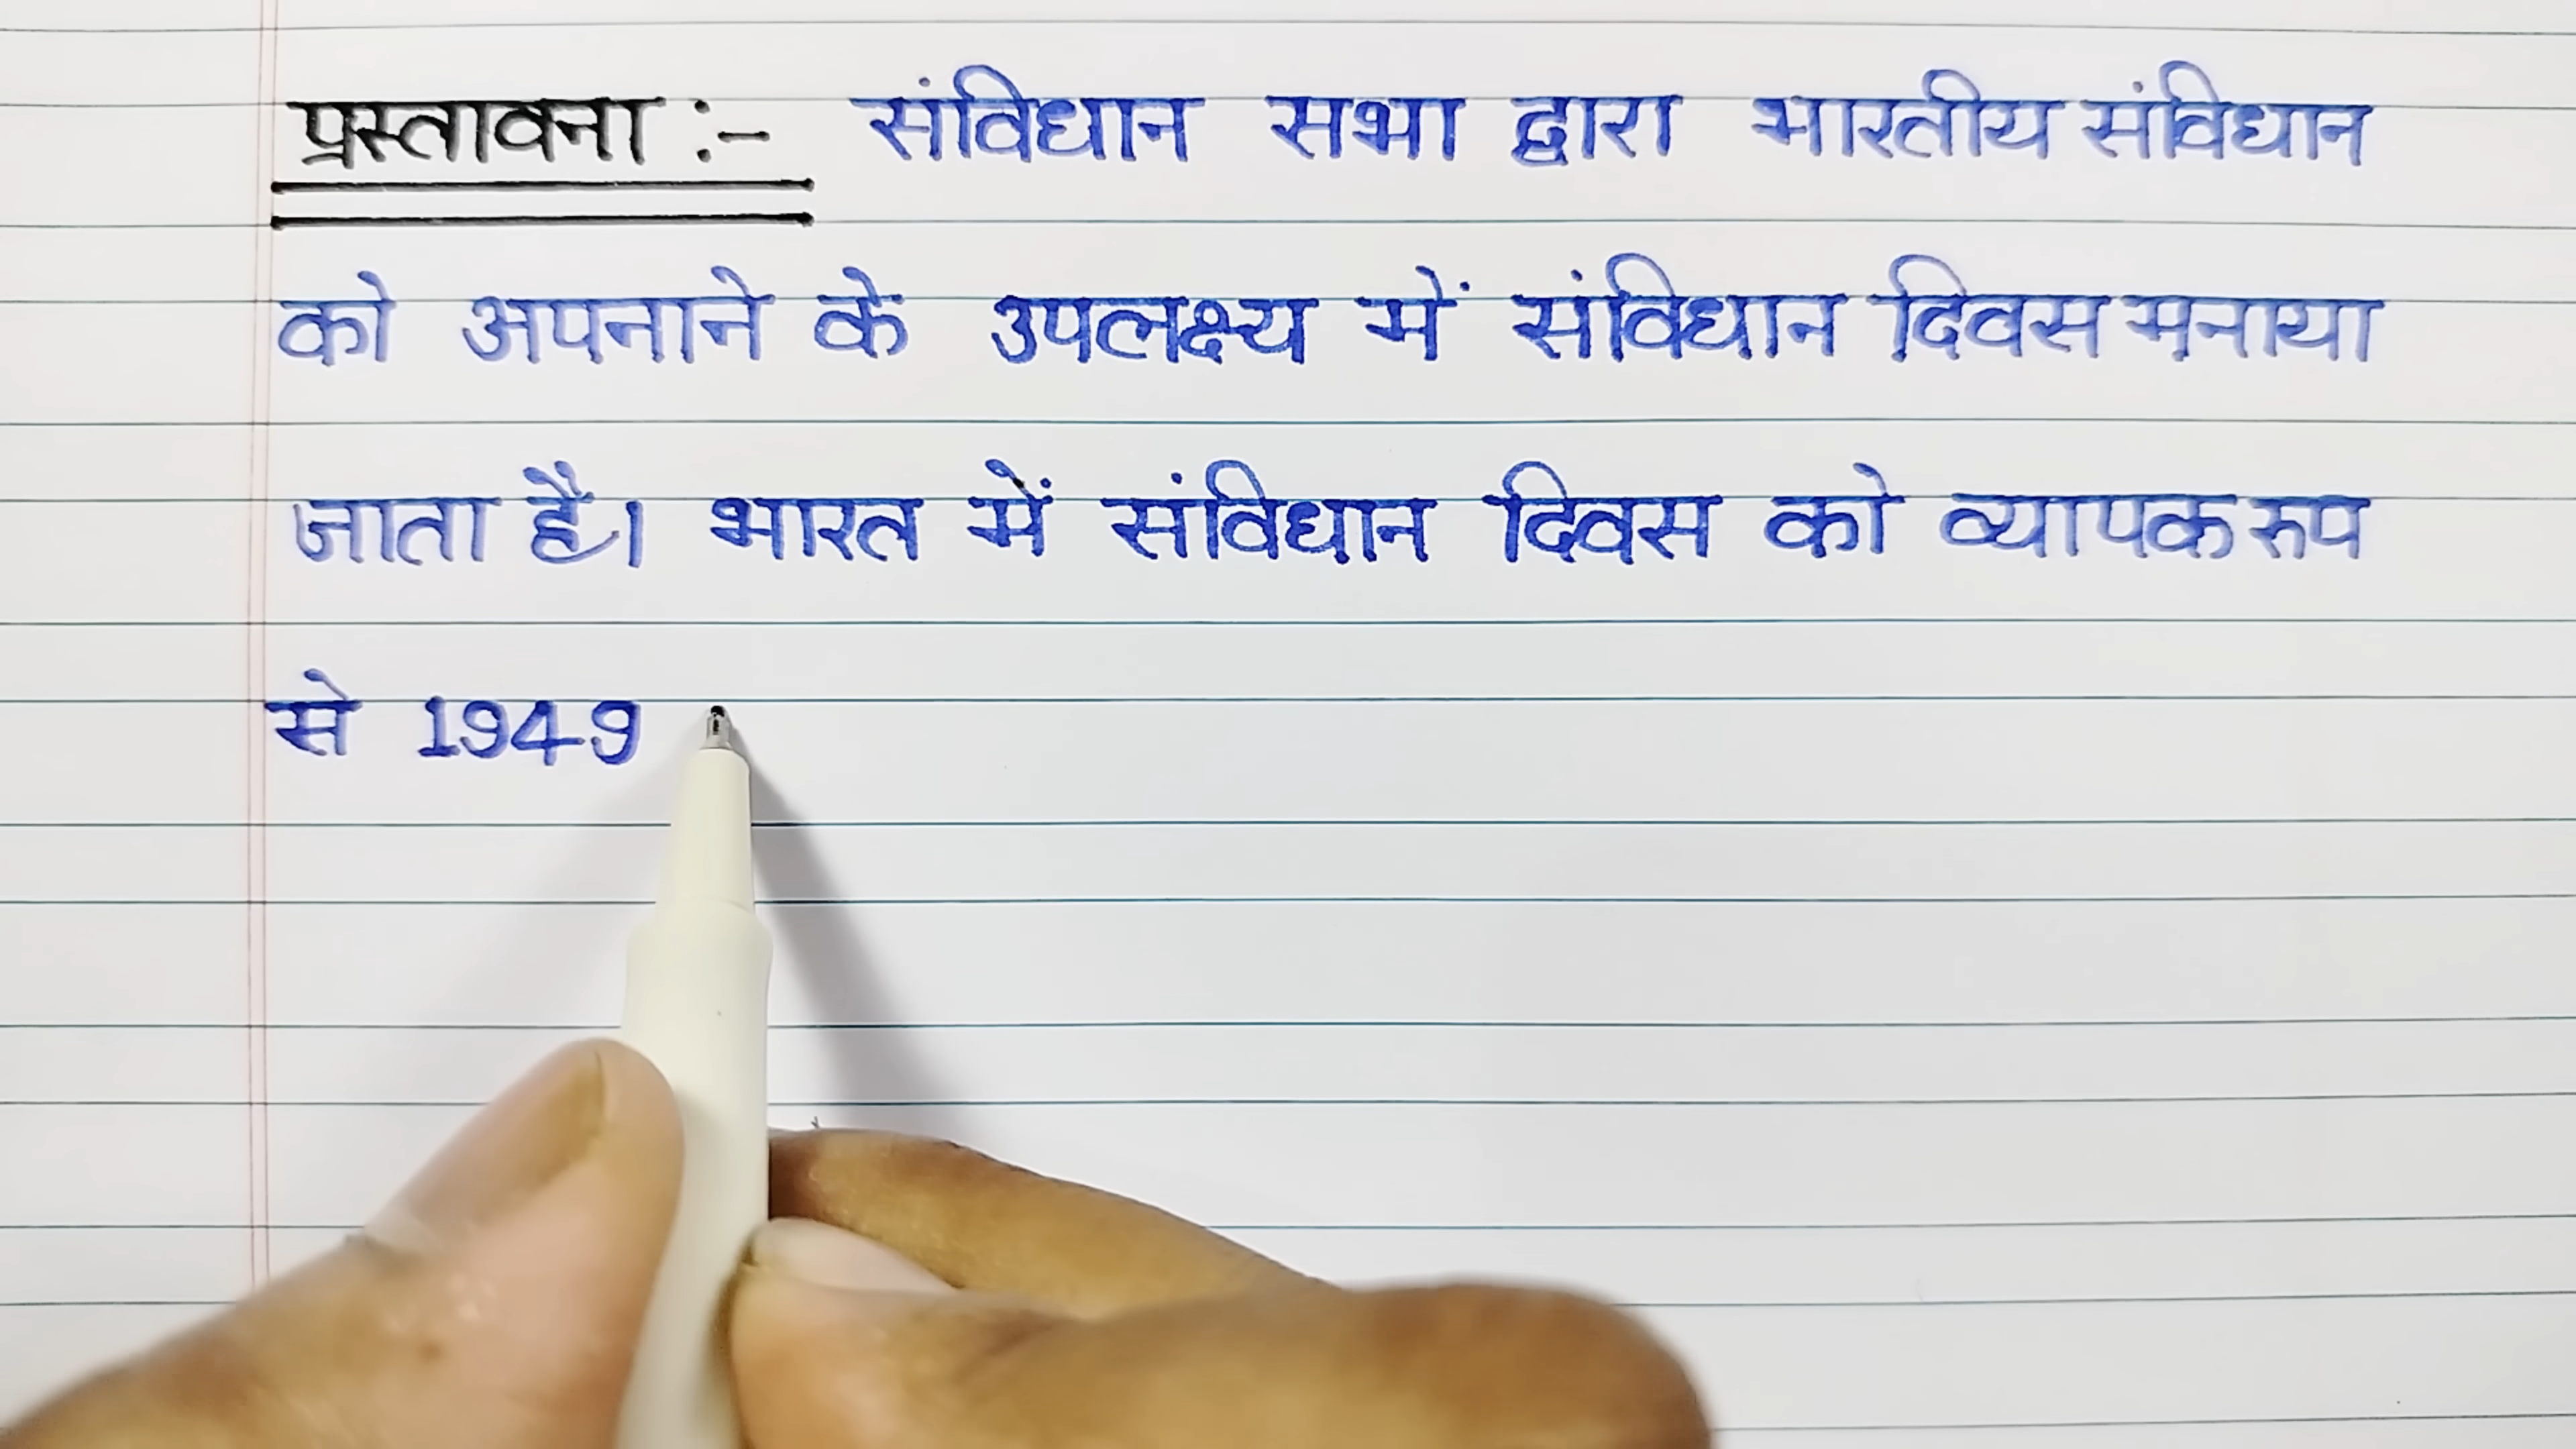 प्रस्तावना :- संविधान सभा द्वारा भारतीय संविधान
को अपनाने के उपलक्ष्य में संविधान दिवस मनाया
जाता है। भारत में संविधान दिवस को व्यापक रुप
से 1949